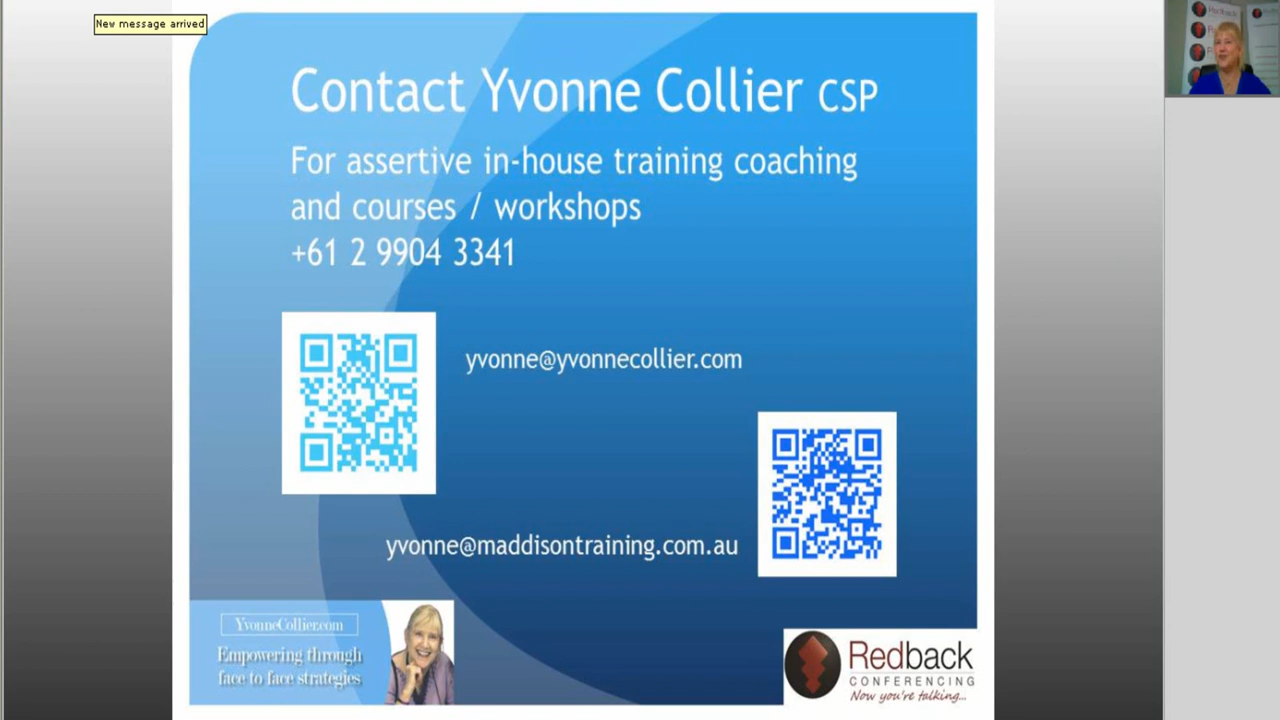 New message arrived
Contact Yvonne Collier CSP
For assertive in-house training coaching
and courses / workshops
+61 2 9904 3341
yvonne@yvonnecollier.com
yvonne@maddisontraining.com.au
YvonneCollier.com
Empowering through
face to face strategies
Redback
CONFERENCING
Now you're talking...